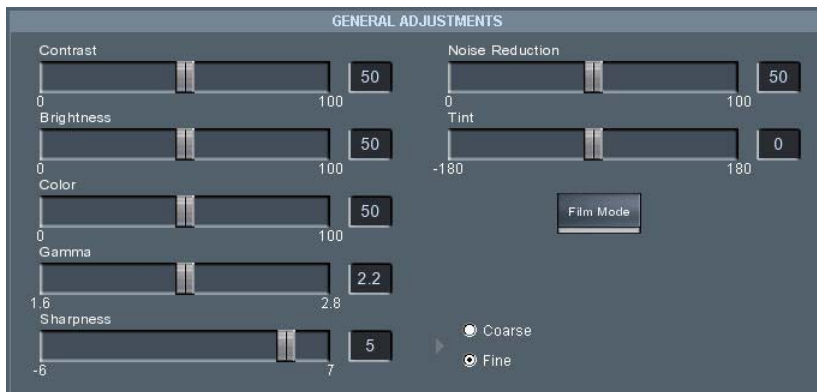 GENERAL ADJUSTMENTS
Contrast
50
0 100
Brightness
50
0 100
Color
50
0 100
Gamma
2.2
1.6 2.8
Sharpness
5
-6 7
Noise Reduction
50
0 100
Tint
0
-180 180
Film Mode
Coarse
Fine